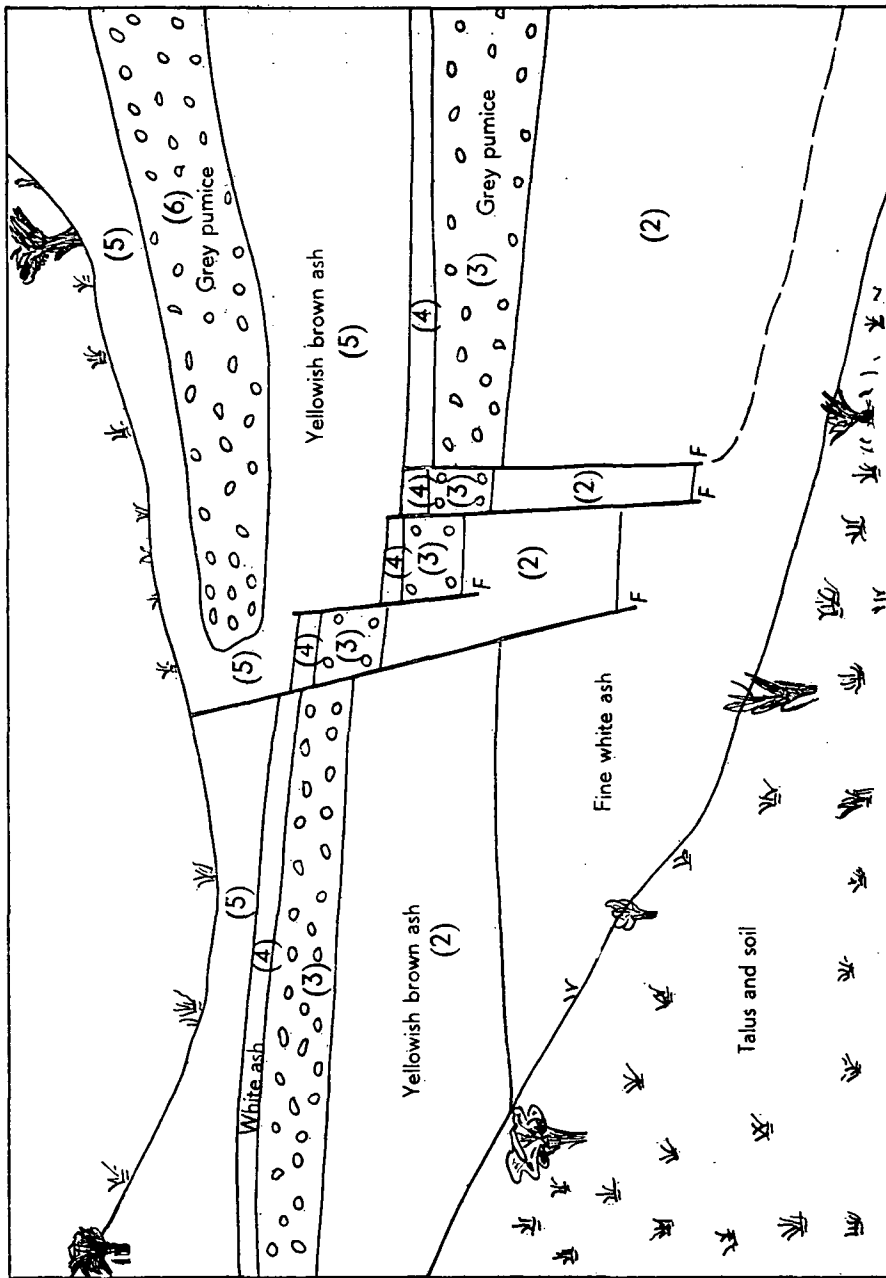 (5)
(6)
Grey pumice
(5)
(5)
White ash
(4)
(4)
Yellowish brown ash
(3)
(3)
(5)
(4)
(4)
(4)
Yellowish brown ash
(3)
(3)
(3)
Grey pumice
(2)
F
(2)
(2)
(2)
Fine white ash
F
F
F
Talus and soil